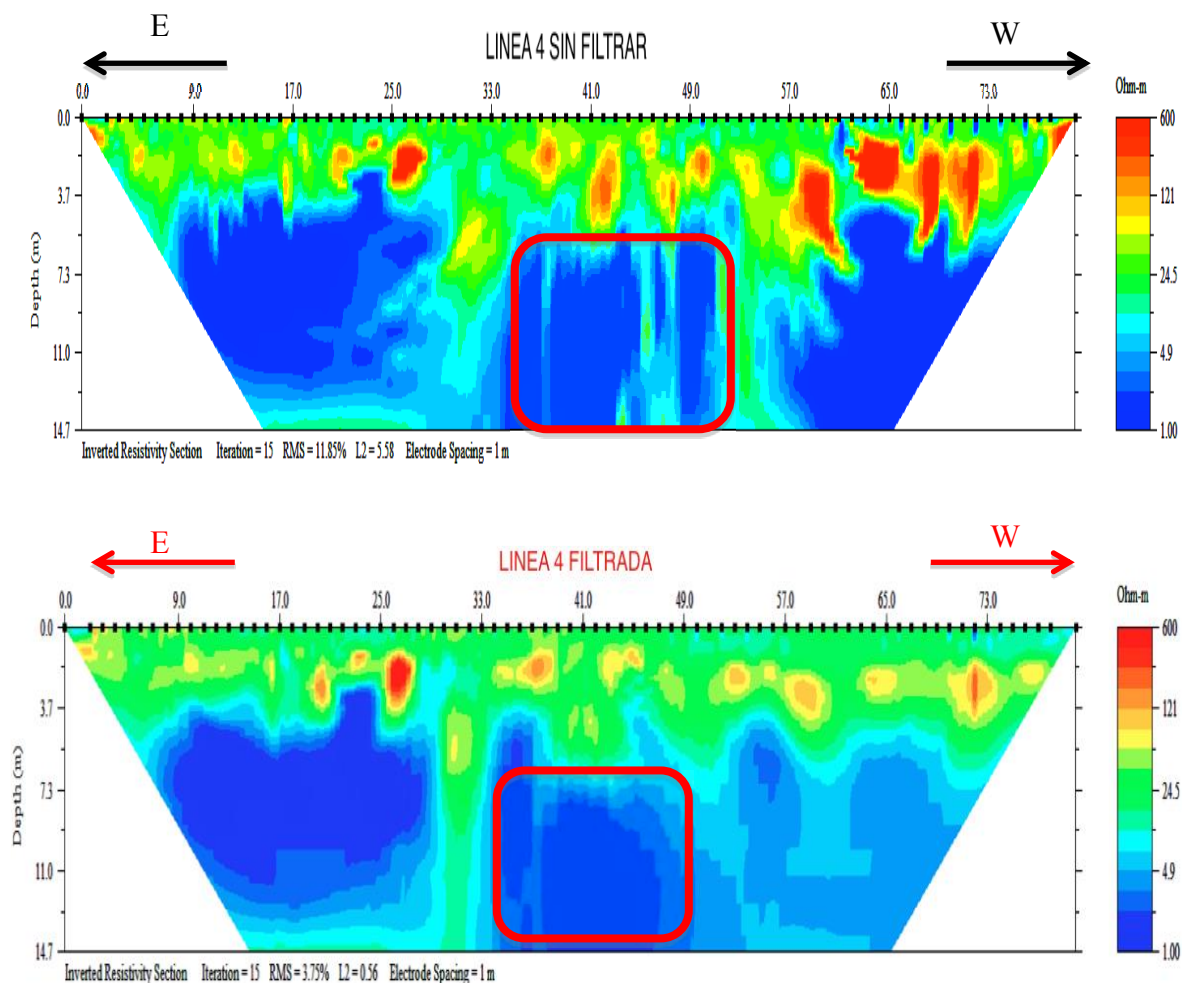 E
LINEA 4 SIN FILTRAR
W
0.0 9.0 17.0 25.0 33.0 41.0 49.0 57.0 65.0 73.0
Ohm-m
0.0
3.7
7.3
11.0
14.7
Depth (m)
600
121
24.5
4.9
1.00
Inverted Resistivity Section Iteration = 15 RMS = 11.85% L2 = 5.58 Electrode Spacing = 1 m
E
LINEA 4 FILTRADA
W
0.0 9.0 17.0 25.0 33.0 41.0 49.0 57.0 65.0 73.0
Ohm-m
0.0
3.7
7.3
11.0
14.7
Depth (m)
600
121
24.5
4.9
1.00
Inverted Resistivity Section Iteration = 15 RMS = 3.75% L2 = 0.56 Electrode Spacing = 1 m